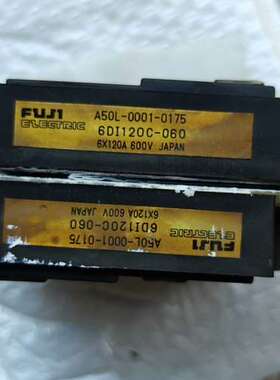 FUJI
ELECTRIC
A50L-0001-0175
6DI120C-060
6X120A 600V JAPAN
FUJI
ELECTRIC
A50L-0001-0175
6DI120C-060
6X120A 600V JAPAN